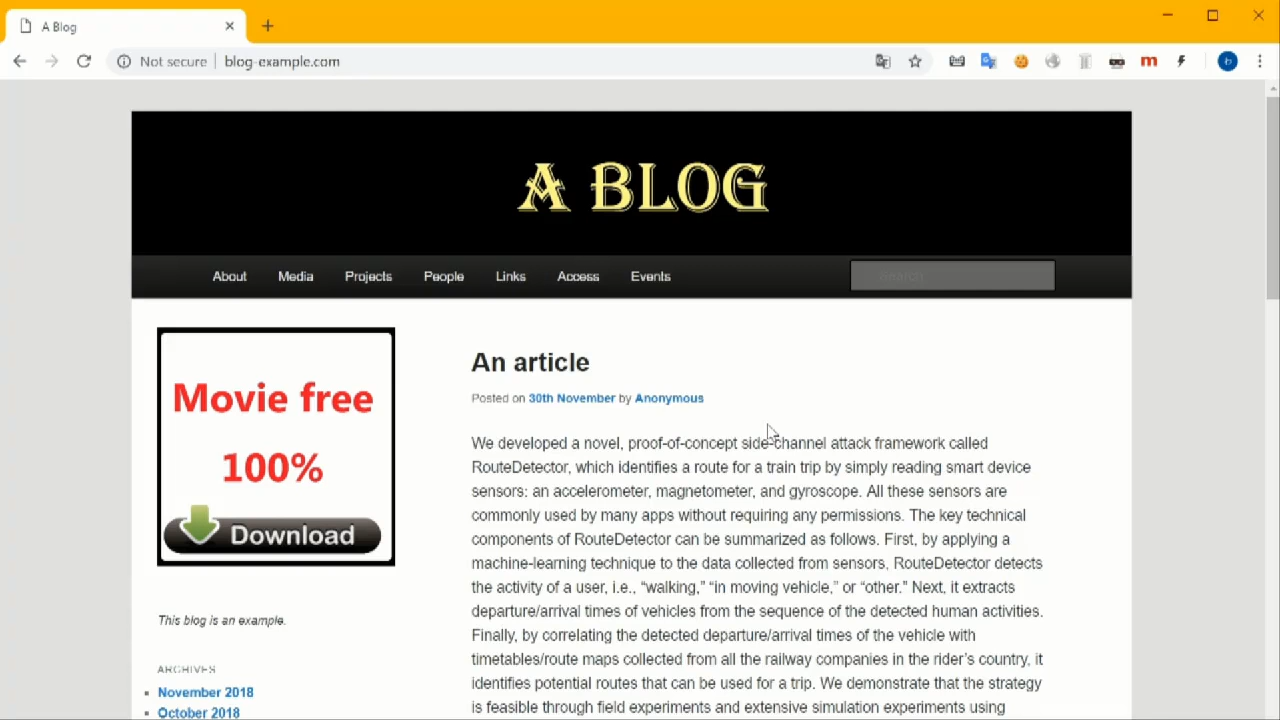 A Blog
Not secure
blog-example.com
A BLOG
About
Media
Projects
People
Links
Access
Events
Search
Movie free
100%
Download
This blog is an example.
ARCHIVES
November 2018
October 2018
An article
Posted on 30th November by Anonymous
We developed a novel, proof-of-concept side-channel attack framework called
RouteDetector, which identifies a route for a train trip by simply reading smart device
sensors: an accelerometer, magnetometer, and gyroscope. All these sensors are
commonly used by many apps without requiring any permissions. The key technical
components of RouteDetector can be summarized as follows. First, by applying a
machine-learning technique to the data collected from sensors, RouteDetector detects
the activity of a user, i.e., “walking,” “in moving vehicle,” or “other.” Next, it extracts
departure/arrival times of vehicles from the sequence of the detected human activities.
Finally, by correlating the detected departure/arrival times of the vehicle with
timetables/route maps collected from all the railway companies in the rider’s country, it
identifies potential routes that can be used for a trip. We demonstrate that the strategy
is feasible through field experiments and extensive simulation experiments using